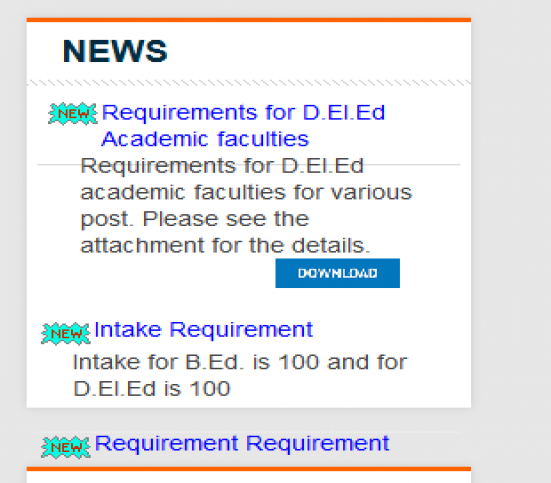 NEWS
NEW Requirements for D.El.Ed
Academic faculties
Requirements for D.El.Ed
academic faculties for various
post. Please see the
attachment for the details.
DOWNLOAD
NEW Intake Requirement
Intake for B.Ed. is 100 and for
D.El.Ed is 100
NEW Requirement Requirement